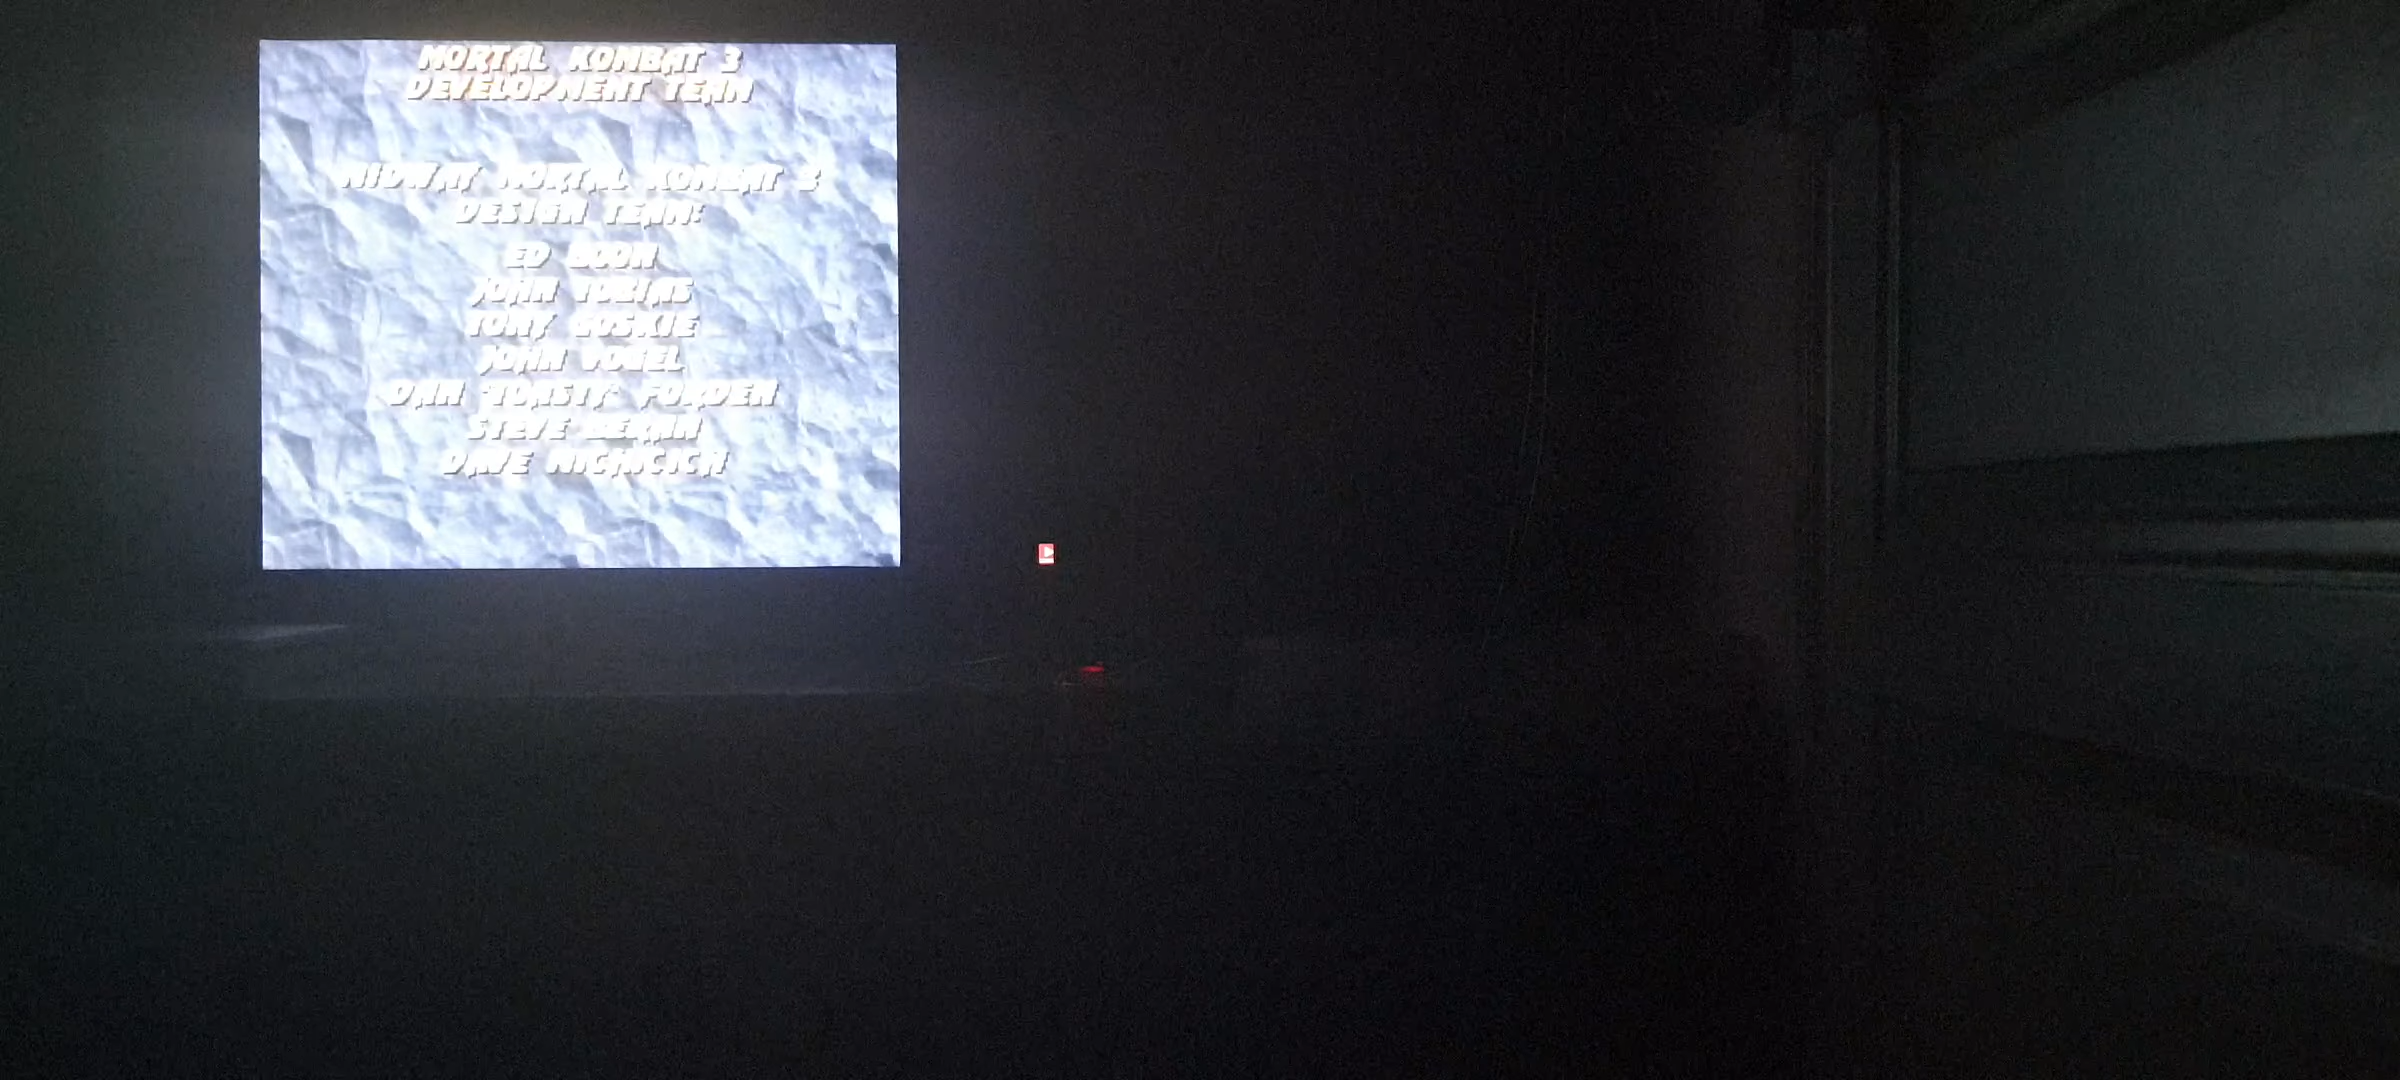 MORTAL KOMBAT 3
DEVELOPMENT TEAM
MIDWAY MORTAL KOMBAT 3
DESIGN TEAM:
ED BOON
JOHN TOBIAS
TONY GOSKIE
JOHN VOGEL
DAN "TOASTY" FORDEN
STEVE BERAN
DAVE MICHICICH